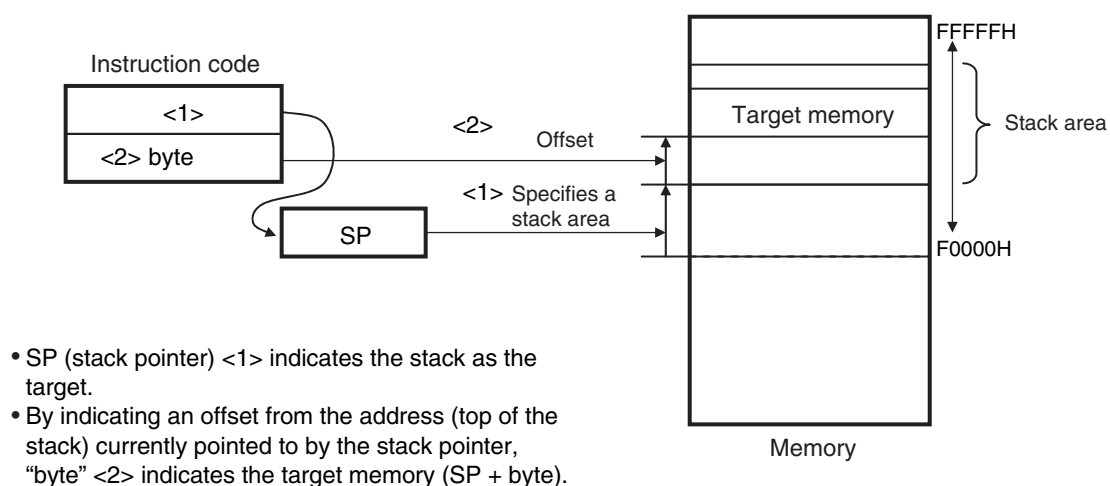 FFFFFH
Instruction code
<1>
<2> byte
<2>
Offset
Target memory
Stack area
<1> Specifies a
stack area
SP
F0000H
• SP (stack pointer) <1> indicates the stack as the
target.
• By indicating an offset from the address (top of the
stack) currently pointed to by the stack pointer,
“byte” <2> indicates the target memory (SP + byte).
Memory